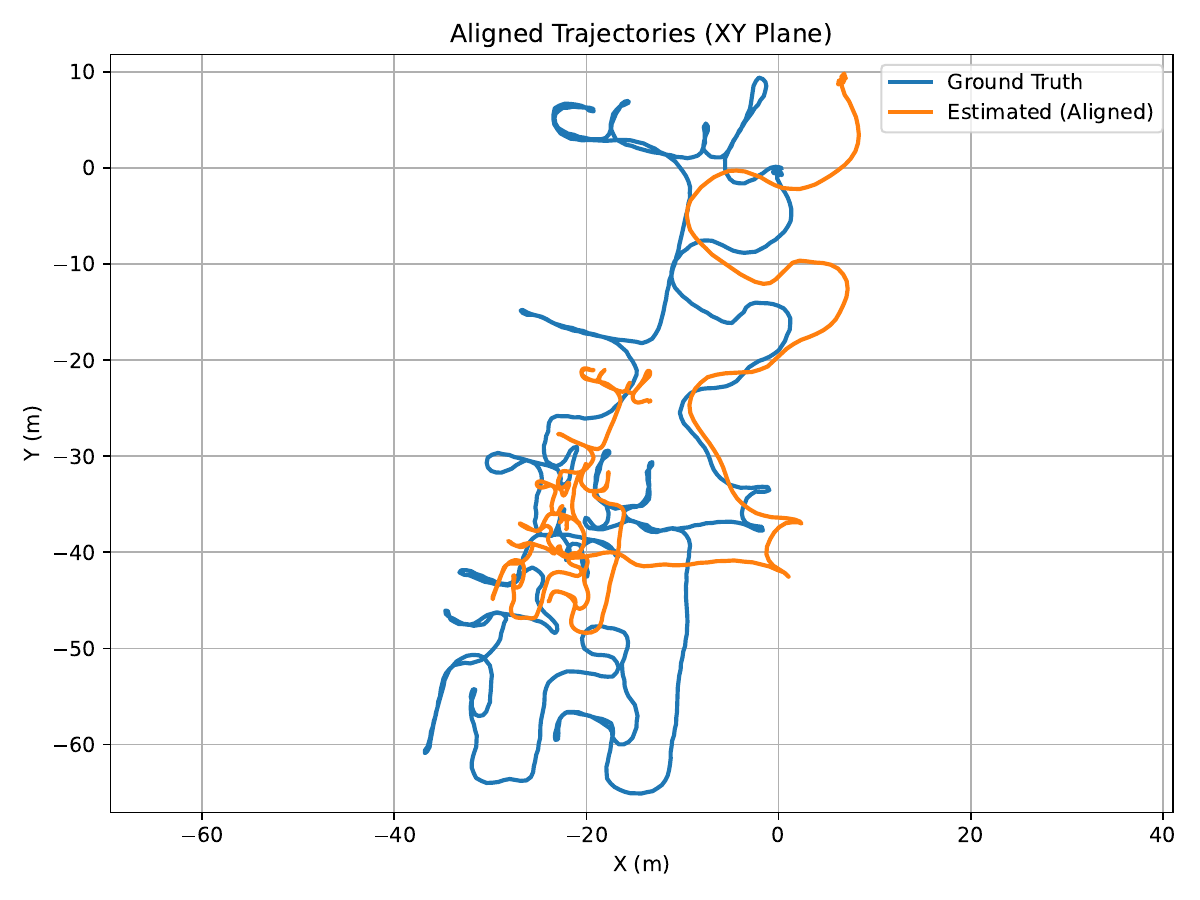 Aligned Trajectories (XY Plane)
Ground Truth
Estimated (Aligned)
10
0
−10
−20
−30
−40
−50
−60
Y (m)
−60
−40
−20
0
20
40
X (m)